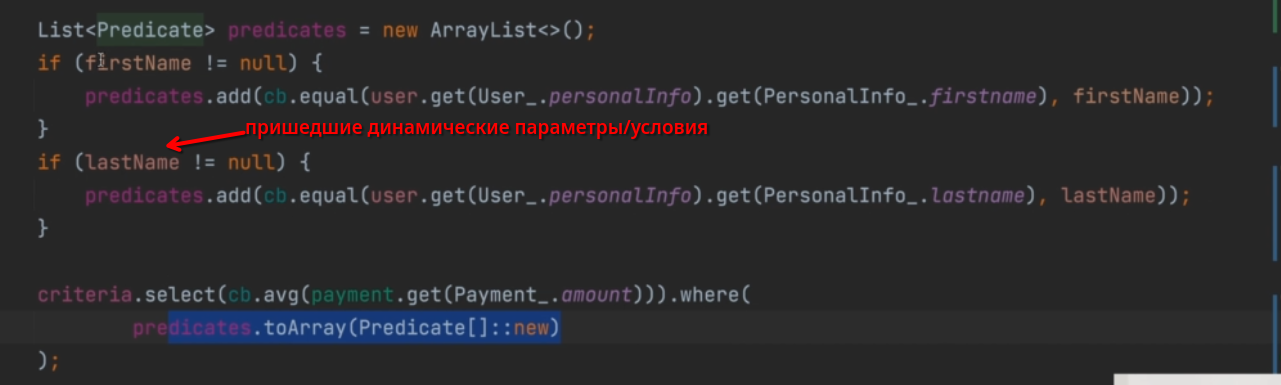 List<Predicate> predicates = new ArrayList<>();
if (firstName != null) {
predicates.add(cb.equal(user.get(User_.personalInfo).get(PersonalInfo_.firstname), firstName));
}
пришедшие динамические параметры/условия
if (lastName != null) {
predicates.add(cb.equal(user.get(User_.personalInfo).get(PersonalInfo_.lastname), lastName));
}
criteria.select(cb.avg(payment.get(Payment_.amount))).where(
predicates.toArray(Predicate[]::new)
);